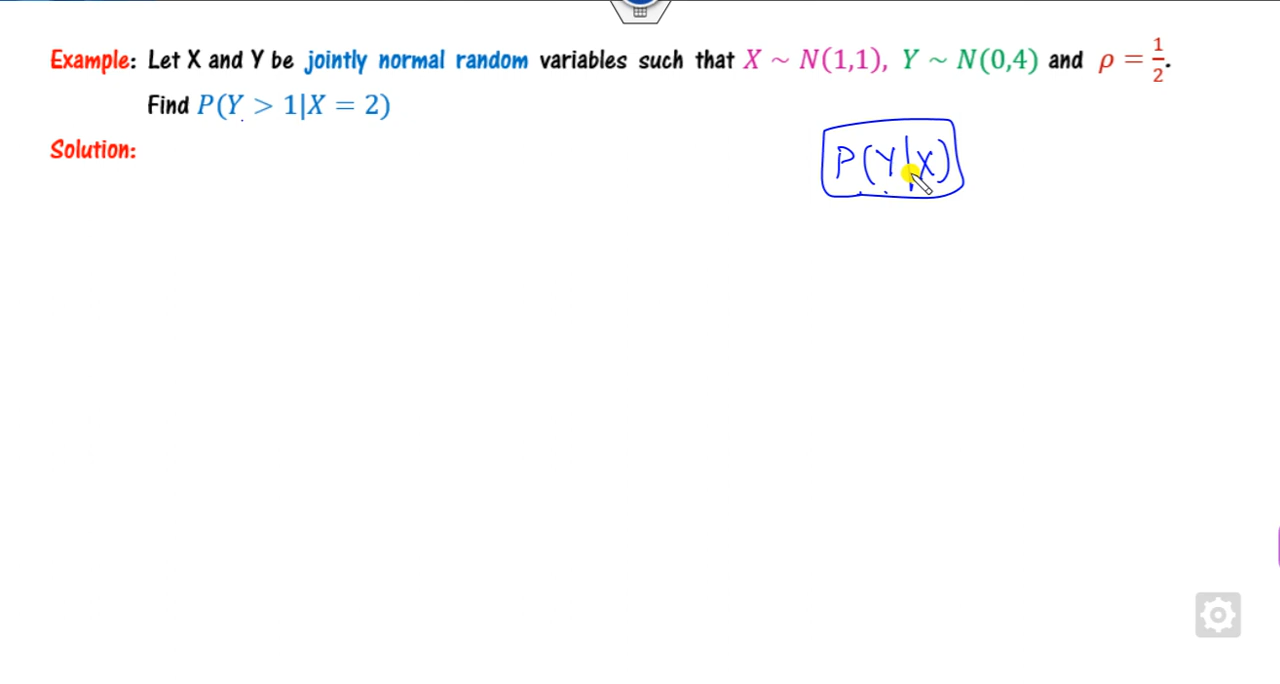 Example: Let X and Y be jointly normal random variables such that X ~ N(1,1), Y ~ N(0,4) and ρ = 1/2.
Find P(Y > 1|X = 2)
Solution:
P(Y|X)